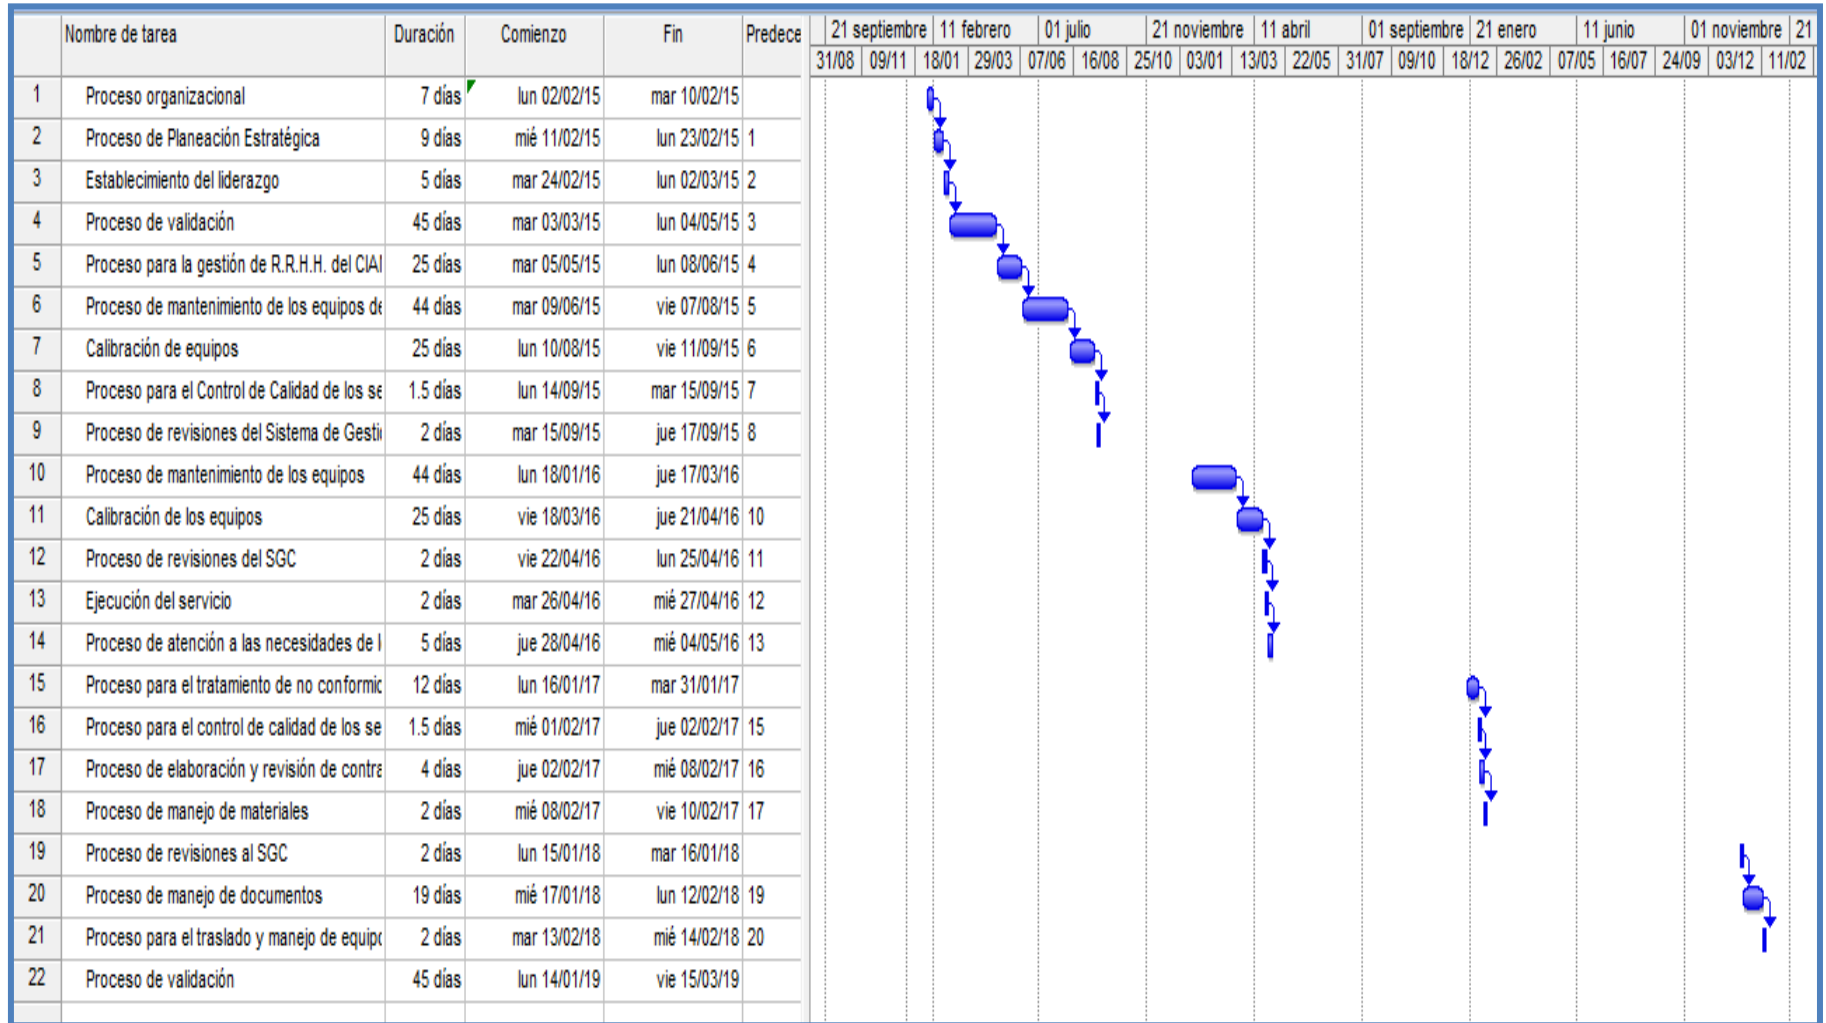 Nombre de tarea Duración Comienzo Fin Predece
21 septiembre 11 febrero 01 julio 21 noviembre 11 abril 01 septiembre 21 enero 11 junio 01 noviembre 21
31/08 09/11 18/01 29/03 07/06 16/08 25/10 03/01 13/03 22/05 31/07 09/10 18/12 26/02 07/05 16/07 24/09 03/12 11/02
1 Proceso organizacional 7 días lun 02/02/15 mar 10/02/15
2 Proceso de Planeación Estratégica 9 días mié 11/02/15 lun 23/02/15 1
3 Establecimiento del liderazgo 5 días mar 24/02/15 lun 02/03/15 2
4 Proceso de validación 45 días mar 03/03/15 lun 04/05/15 3
5 Proceso para la gestión de R.R.H.H. del 25 días mar 05/05/15 lun 08/06/15 4
6 Proceso de mantenimiento de los equipos de 44 días mar 09/06/15 vie 07/08/15 5
7 Calibración de equipos 25 días lun 10/08/15 vie 11/09/15 6
8 Proceso para el Control de Calidad de los se 1.5 días lun 14/09/15 mar 15/09/15 7
9 Proceso de revisiones del Sistema de Gesti 2 días mar 15/09/15 jue 17/09/15 8
10 Proceso de mantenimiento de los equipos 44 días lun 18/01/16 jue 17/03/16
11 Calibración de los equipos 25 días vie 18/03/16 jue 21/04/16 10
12 Proceso de revisiones del SGC 2 días vie 22/04/16 lun 25/04/16 11
13 Ejecución del servicio 2 días mar 26/04/16 mié 27/04/16 12
14 Proceso de atención a las necesidades de l 5 días jue 28/04/16 mié 04/05/16 13
15 Proceso para el tratamiento de no conformic 12 días lun 16/01/17 mar 31/01/17
16 Proceso para el control de calidad de los se 1.5 días mié 01/02/17 jue 02/02/17 15
17 Proceso de elaboración y revisión de contra 4 días jue 02/02/17 mié 08/02/17 16
18 Proceso de manejo de materiales 2 días mié 08/02/17 vie 10/02/17 17
19 Proceso de revisiones al SGC 2 días lun 15/01/18 mar 16/01/18
20 Proceso de manejo de documentos 19 días mié 17/01/18 lun 12/02/18 19
21 Proceso para el traslado y manejo de equipo 2 días mar 13/02/18 mié 14/02/18 20
22 Proceso de validación 45 días lun 14/01/19 vie 15/03/19